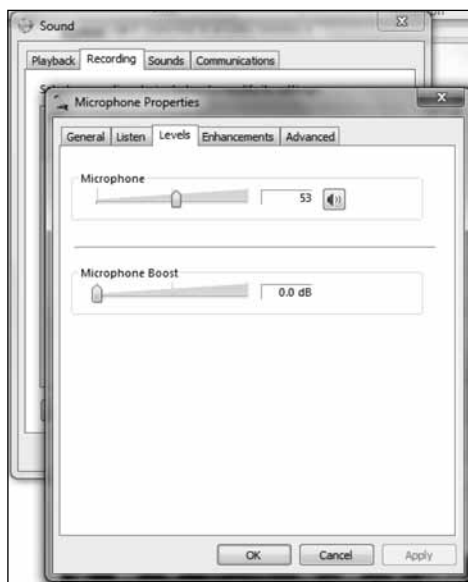 Sound
Playback Recording Sounds Communications
Microphone Properties
General Listen Levels Enhancements Advanced
Microphone
53
Microphone Boost
0.0 dB
OK Cancel Apply